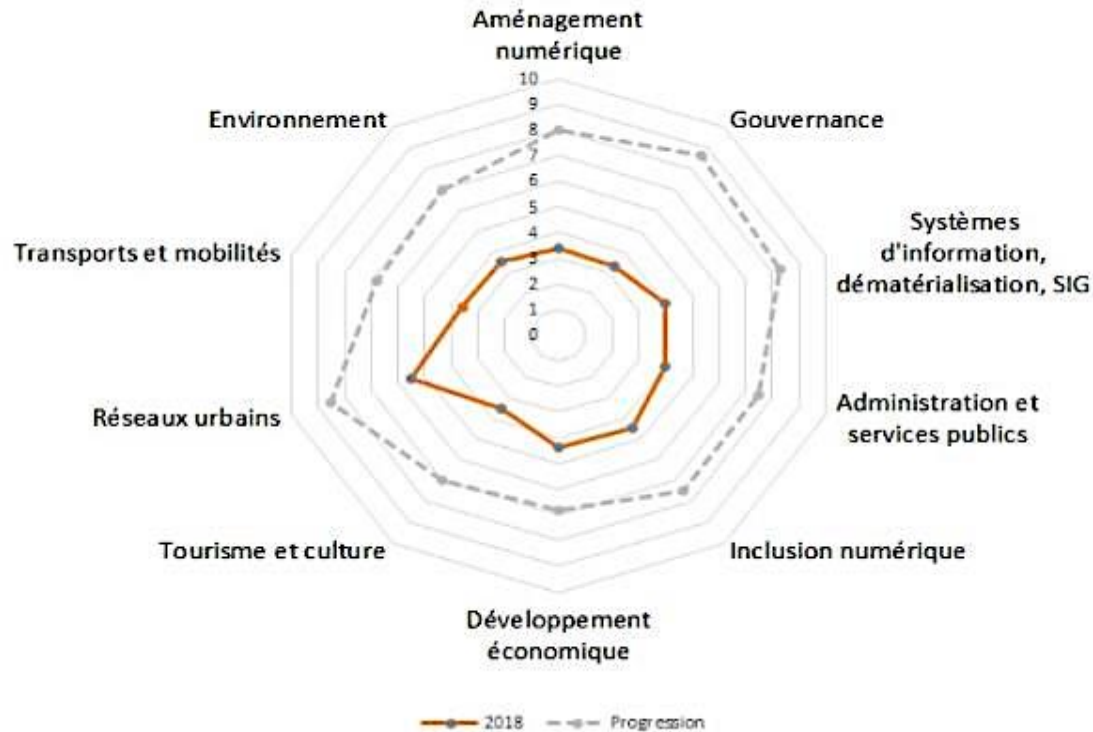 Aménagement
numérique
10
9
8
7
6
5
4
3
2
1
0
Environnement
Gouvernance
Transports et mobilités
Systèmes
d'information,
dématérialisation, SIG
Réseaux urbains
Administration et
services publics
Tourisme et culture
Inclusion numérique
Développement
économique
2018
Progression